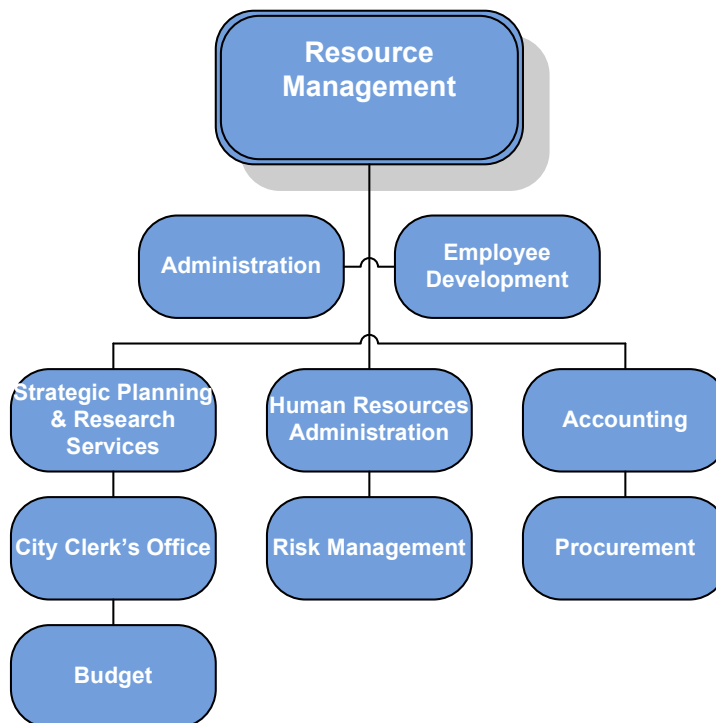 Resource
Management
Administration
Employee
Development
Strategic Planning
& Research
Services
Human Resources
Administration
Accounting
City Clerk’s Office
Risk Management
Procurement
Budget